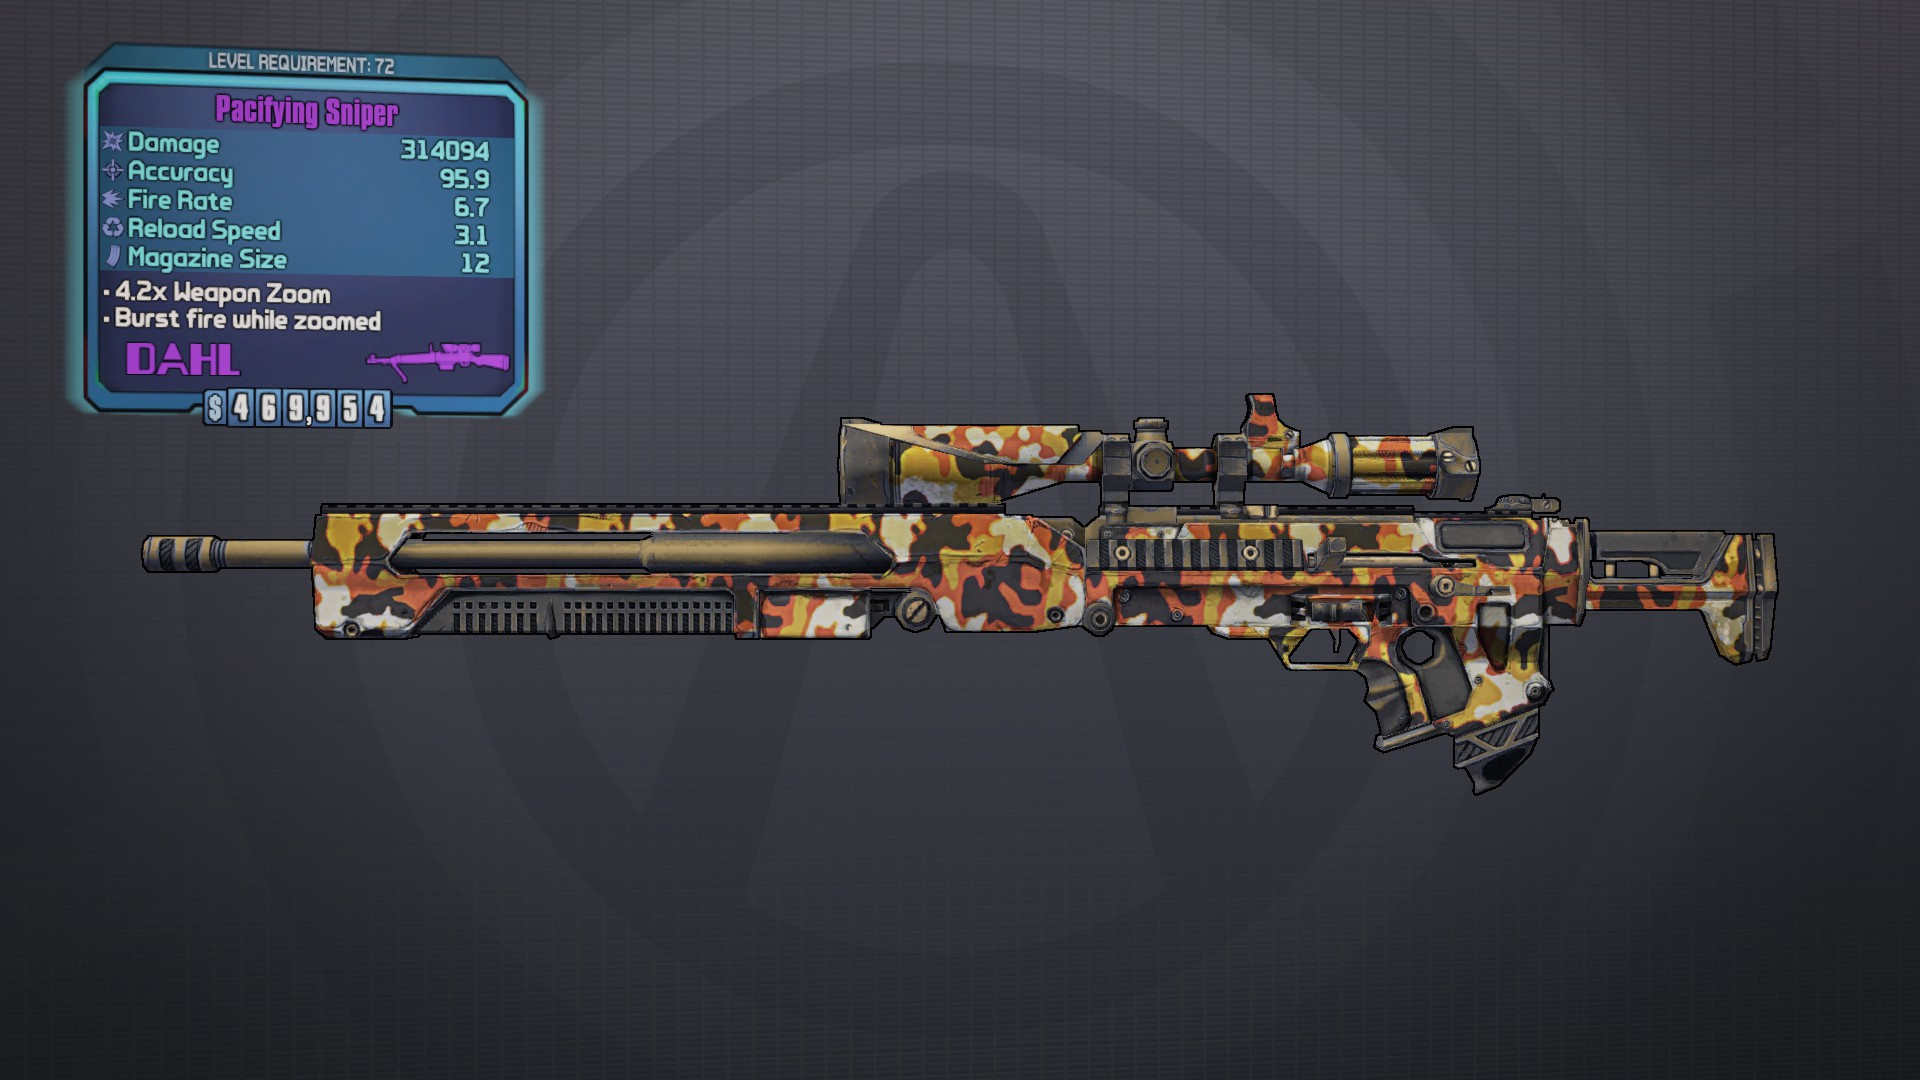 LEVEL REQUIREMENT: 72
Pacifying Sniper
Damage 314094
Accuracy 95.9
Fire Rate 6.7
Reload Speed 3.1
Magazine Size 12
• 4.2x Weapon Zoom
• Burst fire while zoomed
DAHL
$ 469,954